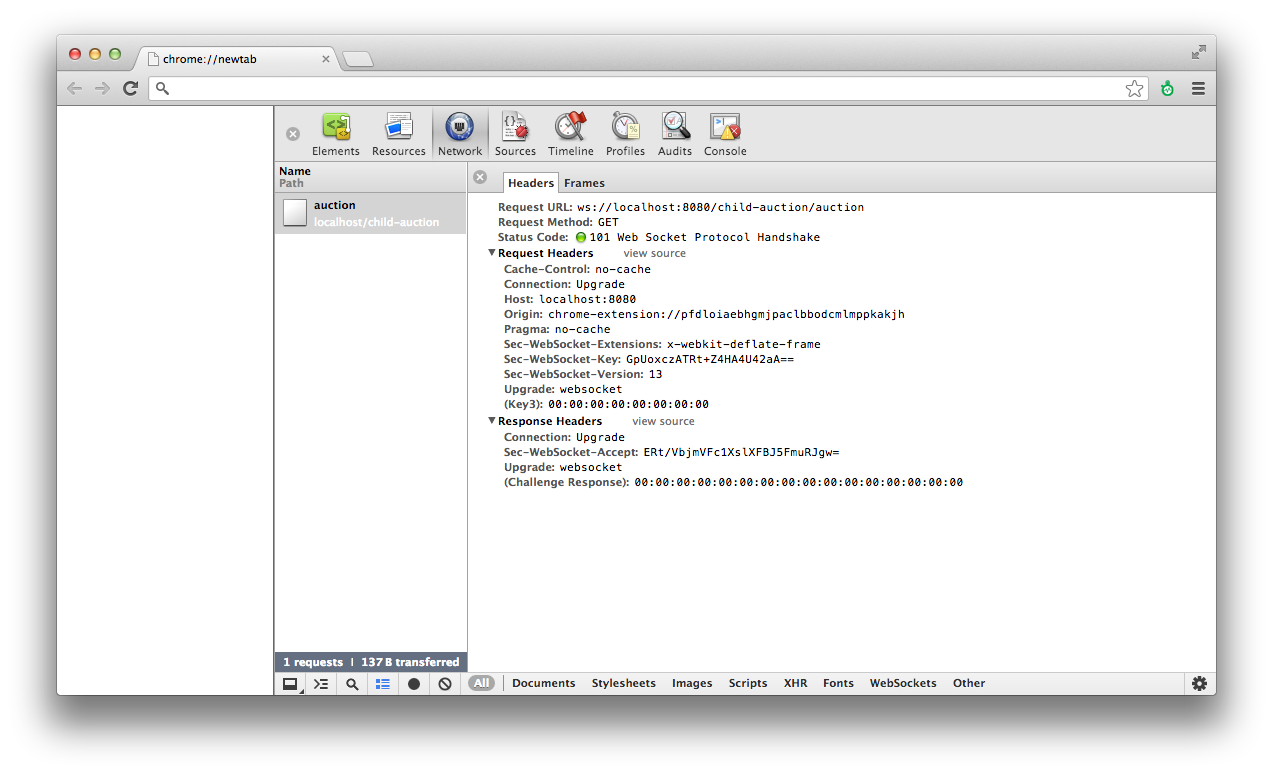 chrome://newtab
Elements Resources Network Sources Timeline Profiles Audits Console
Name
Path
auction
localhost/child-auction
Headers Frames
Request URL: ws://localhost:8080/child-auction/auction
Request Method: GET
Status Code: 101 Web Socket Protocol Handshake
Request Headers view source
Cache-Control: no-cache
Connection: Upgrade
Host: localhost:8080
Origin: chrome-extension://pfdloiaebhgmjpaclbbodcmlmppkakjh
Pragma: no-cache
Sec-WebSocket-Extensions: x-webkit-deflate-frame
Sec-WebSocket-Key: GpUoxczATRt+Z4HA4U42aA==
Sec-WebSocket-Version: 13
Upgrade: websocket
(Key3): 00:00:00:00:00:00:00:00
Response Headers view source
Connection: Upgrade
Sec-WebSocket-Accept: ERt/VbjmVFc1XslXFBJ5FmuRJgw=
Upgrade: websocket
(Challenge Response): 00:00:00:00:00:00:00:00:00:00:00:00:00:00:00:00
1 requests | 137 B transferred
All Documents Stylesheets Images Scripts XHR Fonts WebSockets Other